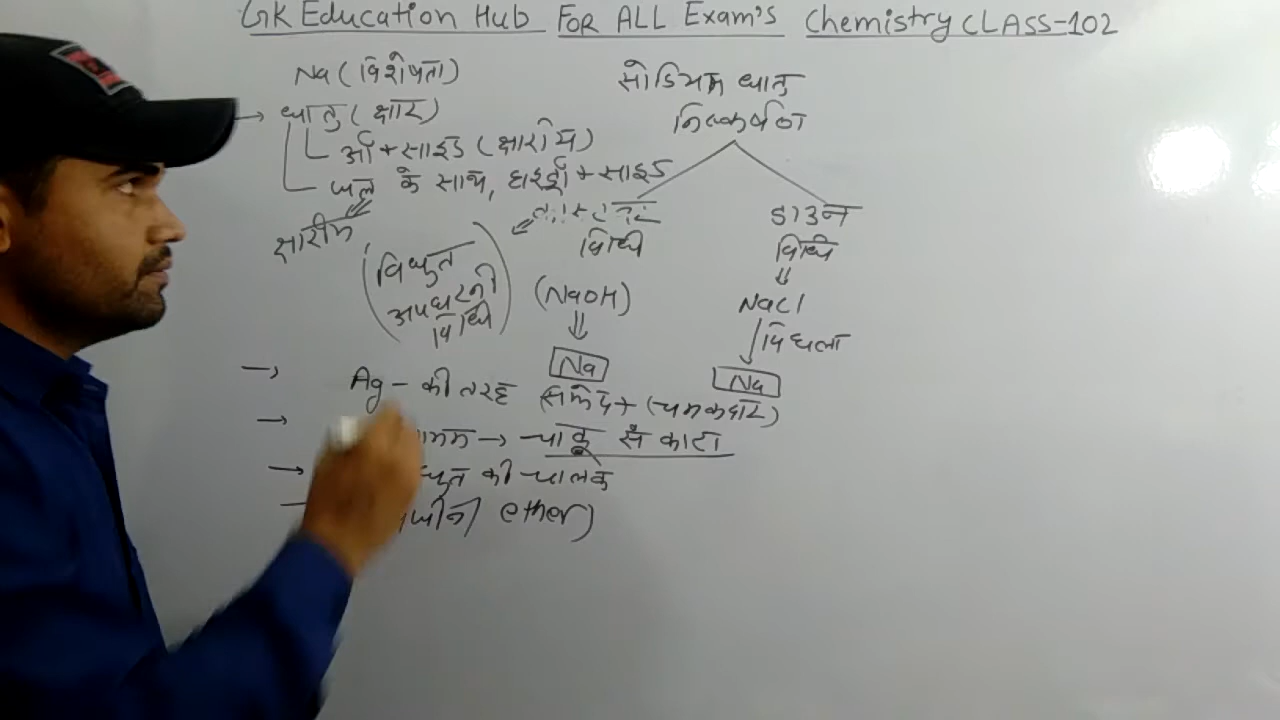 GK Education Hub For ALL Exam's Chemistry CLASS-102
Na (विशेषता)
→ धातु (क्षार)
ऑक्साइड (क्षारीय)
जल के साथ, हाइड्रॉक्साइड
क्षारीय
सोडियम धातु
निष्कर्षण
विधि
(विधुत
अपघटनी
विधि)
(NaOH)
⇓
Na
डाउन
विधि
⇓
NaCl
पिघला
Na
→ Ag - की तरह (सफेद + (चमकदार)
→ → चाकू से काटा
→ की चालक
ether)